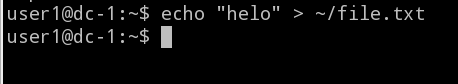 user1@dc-1:~$ echo "helo" > ~/file.txt
user1@dc-1:~$